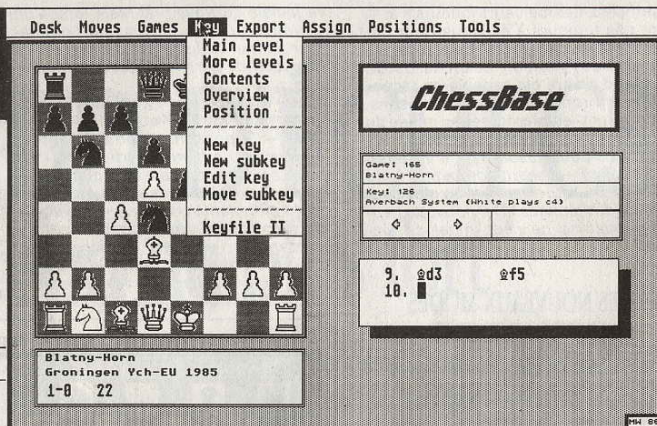 Desk Moves Games Key Export Assign Positions Tools
Main level
More levels
Contents
Overview
Position
New key
New subkey
Edit key
Move subkey
Keyfile II
ChessBase
Game: 165
Blatny-Horn
Key: 126
Averbach System (White plays c4)
9. ♗d3 ♗f5
10.
Blatny-Horn
Groningen Ych-EU 1985
1-0 22
MW 86